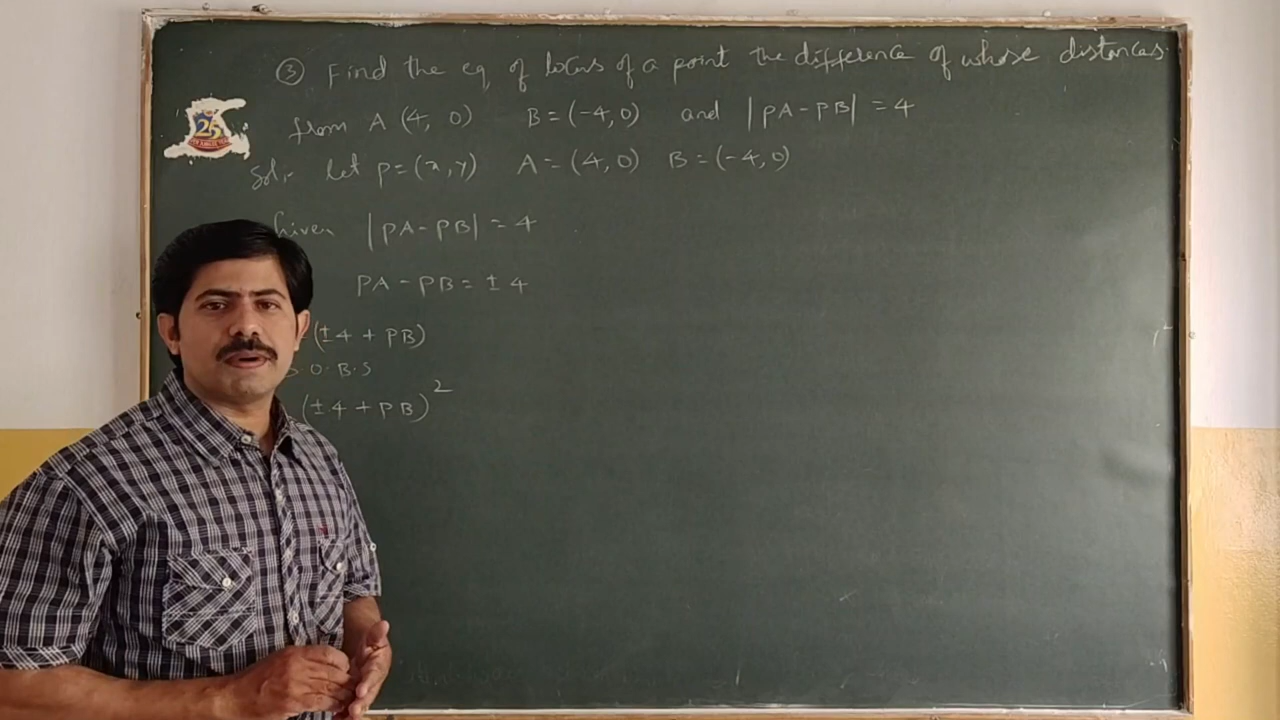 ③ Find the eq of locus of a point the difference of whose distances
from A (4, 0) B = (-4, 0) and |PA - PB| = 4
Sol:- Let P = (x, y) A = (4, 0) B = (-4, 0)
Given |PA - PB| = 4
PA - PB = ± 4
(± 4 + PB)
S O. B. S
(± 4 + PB)²
25